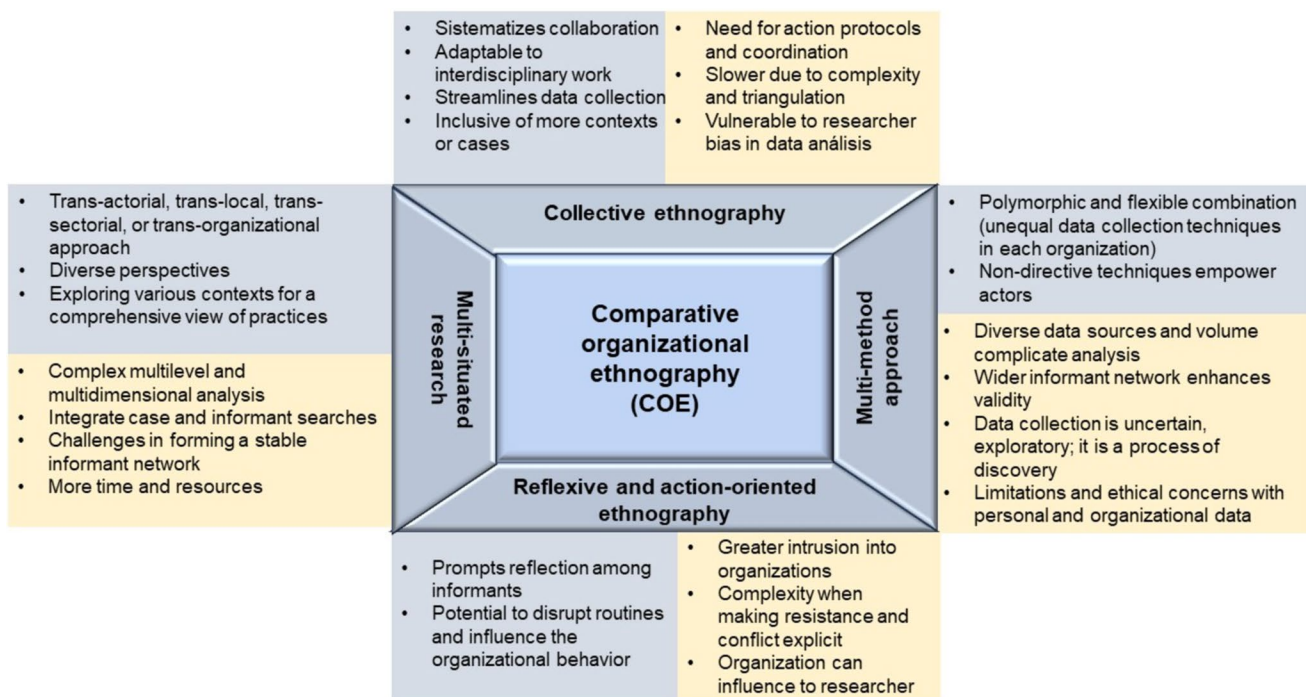 • Sistematizes collaboration
• Adaptable to
interdisciplinary work
• Streamlines data collection
• Inclusive of more contexts
or cases
• Need for action protocols
and coordination
• Slower due to complexity
and triangulation
• Vulnerable to researcher
bias in data análisis
• Trans-actorial, trans-local, trans-
sectorial, or trans-organizational
approach
• Diverse perspectives
• Exploring various contexts for a
comprehensive view of practices
• Complex multilevel and
multidimensional analysis
• Integrate case and informant searches
• Challenges in forming a stable
informant network
• More time and resources
Collective ethnography
Multi-situated
research
Comparative
organizational
ethnography
(COE)
Multi-method
approach
Reflexive and action-oriented
ethnography
• Polymorphic and flexible combination
(unequal data collection techniques
in each organization)
• Non-directive techniques empower
actors
• Diverse data sources and volume
complicate analysis
• Wider informant network enhances
validity
• Data collection is uncertain,
exploratory; it is a process of
discovery
• Limitations and ethical concerns with
personal and organizational data
• Prompts reflection among
informants
• Potential to disrupt routines
and influence the
organizational behavior
• Greater intrusion into
organizations
• Complexity when
making resistance and
conflict explicit
• Organization can
influence to researcher